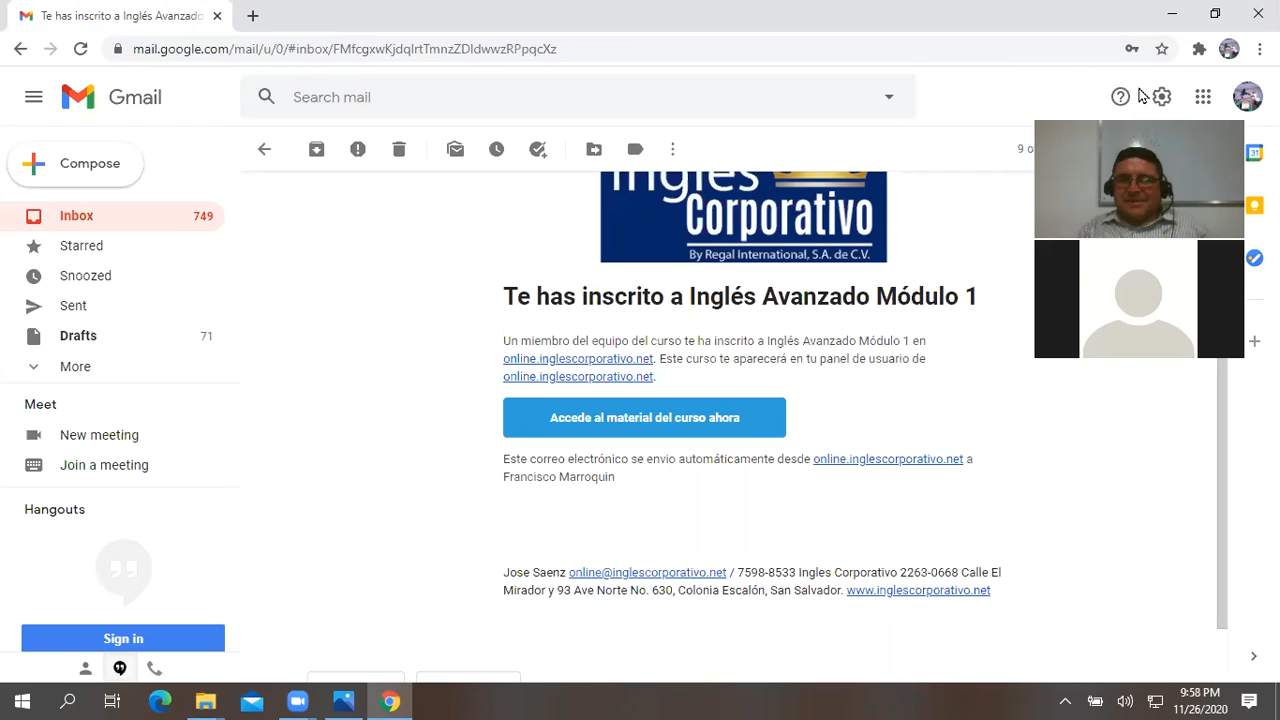 Te has inscrito a Inglés Avanzado
mail.google.com/mail/u/0/#inbox/FMfcgxwKjdqlrtTmnzZDldwwzRPpqcXz
Gmail
Search mail
Compose
9 o
Inbox 749
Starred
Snoozed
Sent
Drafts 71
More
Meet
New meeting
Join a meeting
Hangouts
Sign in
Inglés
Corporativo
By Regal International, S.A. de C.V.
Te has inscrito a Inglés Avanzado Módulo 1
Un miembro del equipo del curso te ha inscrito a Inglés Avanzado Módulo 1 en
online.inglescorporativo.net. Este curso te aparecerá en tu panel de usuario de
online.inglescorporativo.net.
Accede al material del curso ahora
Este correo electrónico se envio automáticamente desde online.inglescorporativo.net a
Francisco Marroquin
Jose Saenz online@inglescorporativo.net / 7598-8533 Ingles Corporativo 2263-0668 Calle El
Mirador y 93 Ave Norte No. 630, Colonia Escalón, San Salvador. www.inglescorporativo.net
31
9:58 PM
11/26/2020